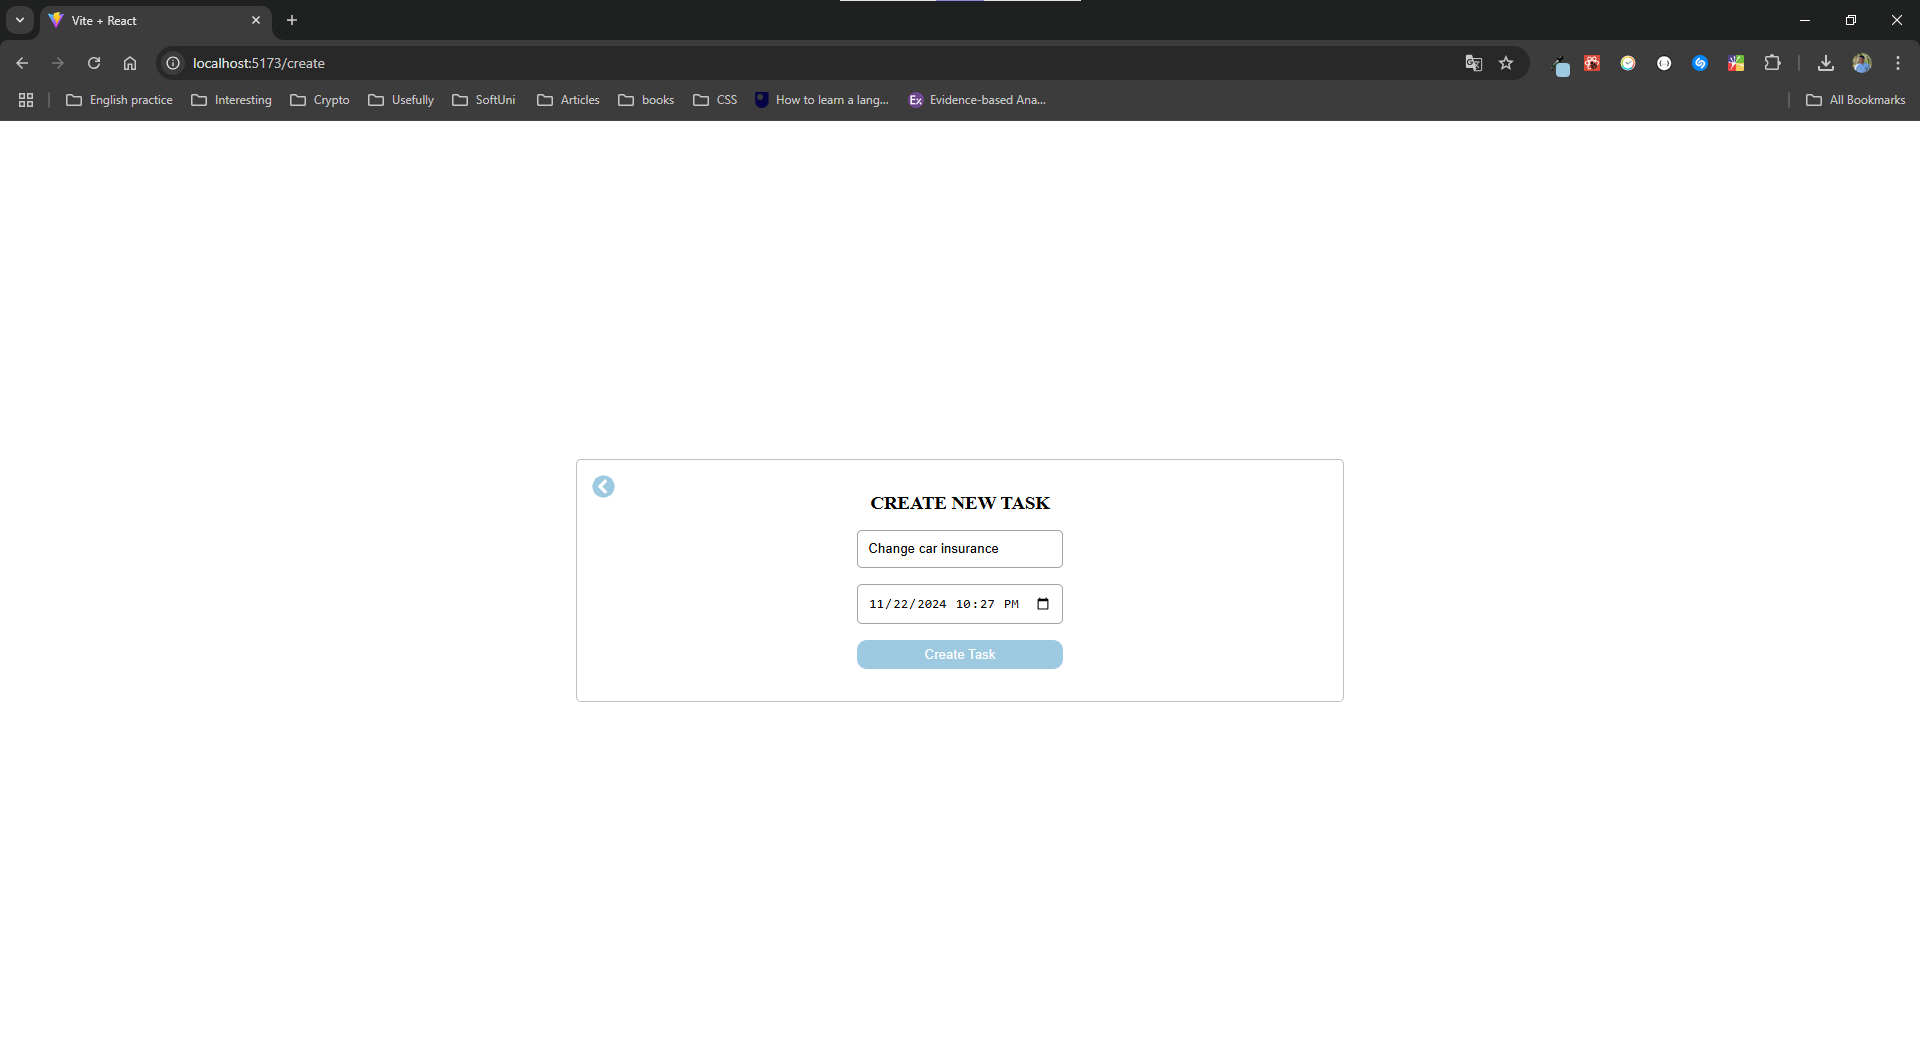 Vite + React
localhost:5173/create
English practice
Interesting
Crypto
Usefully
SoftUni
Articles
books
CSS
How to learn a lang...
Ex
Evidence-based Ana...
All Bookmarks
CREATE NEW TASK
Change car insurance
11/22/2024 10:27 PM
Create Task